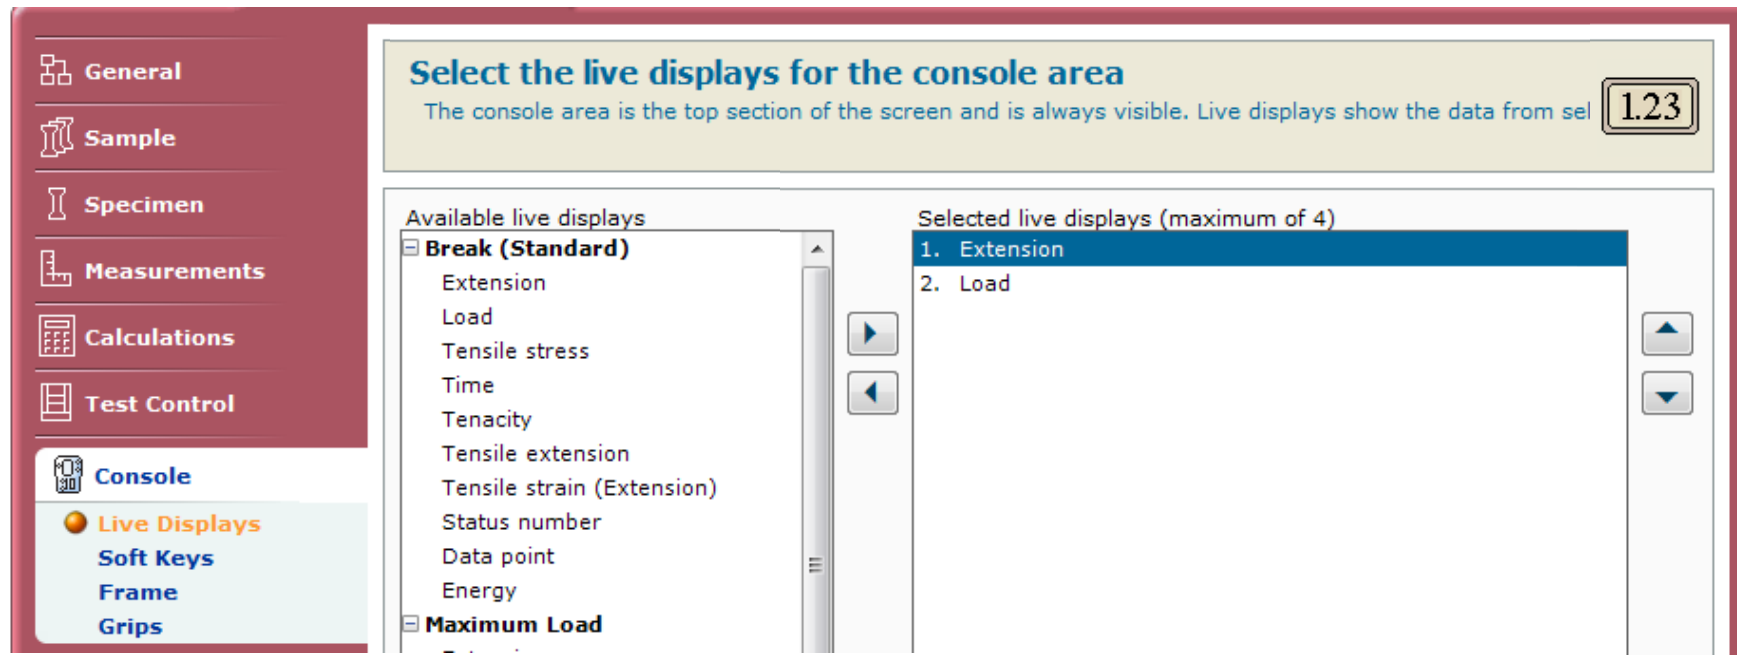 General
Sample
Specimen
Measurements
Calculations
Test Control
Console
Live Displays
Soft Keys
Frame
Grips
Select the live displays for the console area
The console area is the top section of the screen and is always visible. Live displays show the data from sel
1.23
Available live displays
Break (Standard)
Extension
Load
Tensile stress
Time
Tenacity
Tensile extension
Tensile strain (Extension)
Status number
Data point
Energy
Maximum Load
Selected live displays (maximum of 4)
1. Extension
2. Load